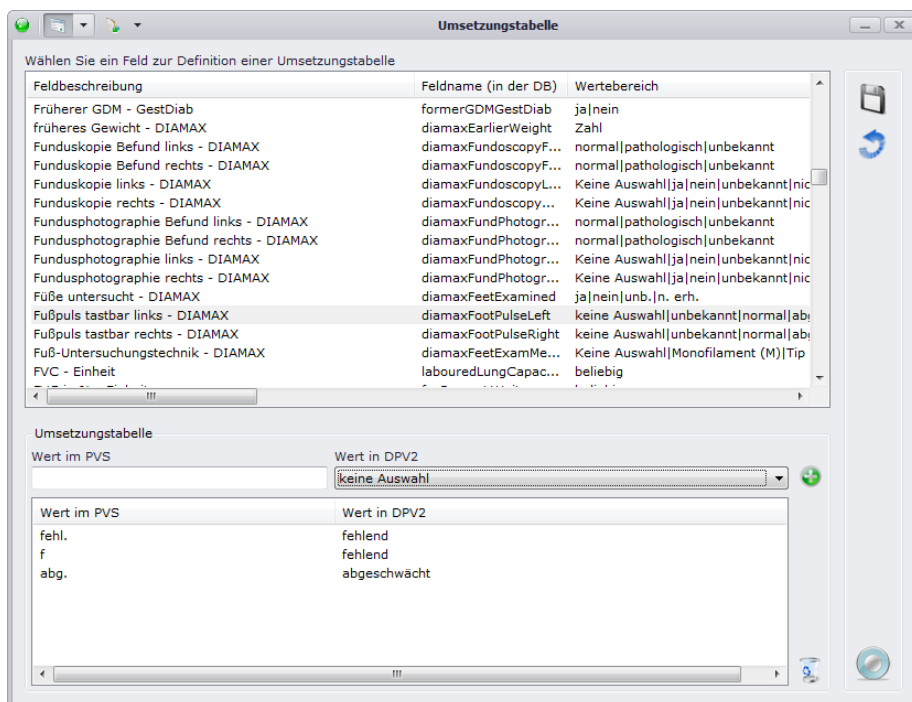 Umsetzungstabelle
Wählen Sie ein Feld zur Definition einer Umsetzungstabelle
Feldbeschreibung Feldname (in der DB) Wertebereich
Früherer GDM - GestDiab formerGDMGestDiab ja|nein
früheres Gewicht - DIAMAX diamaxEarlierWeight Zahl
Funduskopie Befund links - DIAMAX diamaxFundoscopyF... normal|pathologisch|unbekannt
Funduskopie Befund rechts - DIAMAX diamaxFundoscopyF... normal|pathologisch|unbekannt
Funduskopie links - DIAMAX diamaxFundoscopyL... Keine Auswahl|ja|nein|unbekannt|nic
Funduskopie rechts - DIAMAX diamaxFundoscopy... Keine Auswahl|ja|nein|unbekannt|nic
Fundusphotographie Befund links - DIAMAX diamaxFundPhotogr... normal|pathologisch|unbekannt
Fundusphotographie Befund rechts - DIAMAX diamaxFundPhotogr... normal|pathologisch|unbekannt
Fundusphotographie links - DIAMAX diamaxFundPhotogr... Keine Auswahl|ja|nein|unbekannt|nic
Fundusphotographie rechts - DIAMAX diamaxFundPhotogr... Keine Auswahl|ja|nein|unbekannt|nic
Füße untersucht - DIAMAX diamaxFeetExamined ja|nein|unb.|n. erh.
Fußpuls tastbar links - DIAMAX diamaxFootPulseLeft keine Auswahl|unbekannt|normal|ab
Fußpuls tastbar rechts - DIAMAX diamaxFootPulseRight keine Auswahl|unbekannt|normal|ab
Fuß-Untersuchungstechnik - DIAMAX diamaxFeetExamMe... Keine Auswahl|Monofilament (M)|Tip
FVC - Einheit labouredLungCapac... beliebig
Umsetzungstabelle
Wert im PVS Wert in DPV2
keine Auswahl
Wert im PVS Wert in DPV2
fehl. fehlend
f fehlend
abg. abgeschwächt